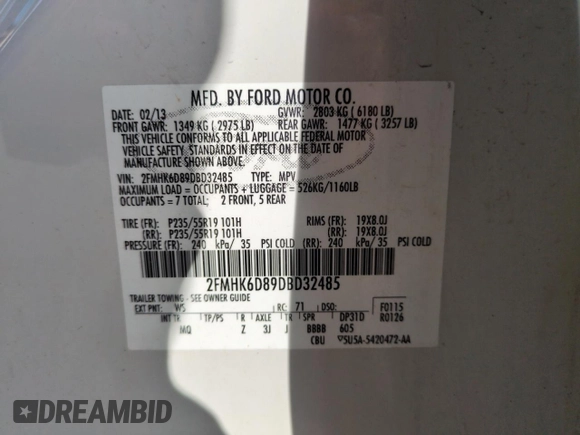 MFD. BY FORD MOTOR CO.
DATE: 02/13 GVWR: 2803 KG ( 6180 LB)
FRONT GAWR: 1349 KG ( 2975 LB) REAR GAWR: 1477 KG ( 3257 LB)
THIS VEHICLE CONFORMS TO ALL APPLICABLE FEDERAL MOTOR
VEHICLE SAFETY STANDARDS IN EFFECT ON THE DATE OF
MANUFACTURE SHOWN ABOVE.
VIN: 2FMHK6D89DBD32485 TYPE: MPV
MAXIMUM LOAD = OCCUPANTS + LUGGAGE = 526KG/1160LB
OCCUPANTS = 7 TOTAL; 2 FRONT, 5 REAR
TIRE (FR): P235/55R19 101H RIMS (FR): 19X8.0J
(RR): P235/55R19 101H (RR): 19X8.0J
PRESSURE (FR): 240 kPa/ 35 PSI COLD (RR): 240 kPa/ 35 PSI COLD
2FMHK6D89DBD32485
TRAILER TOWING - SEE OWNER GUIDE
EXT PNT: RC: 71 DSO: F0115
INT TR TP/PS R AXLE TR SPR DP31D R0126
MQ Z 3J J BBBB 605
CBU 5U5A-5420472-AA
DREAMBID